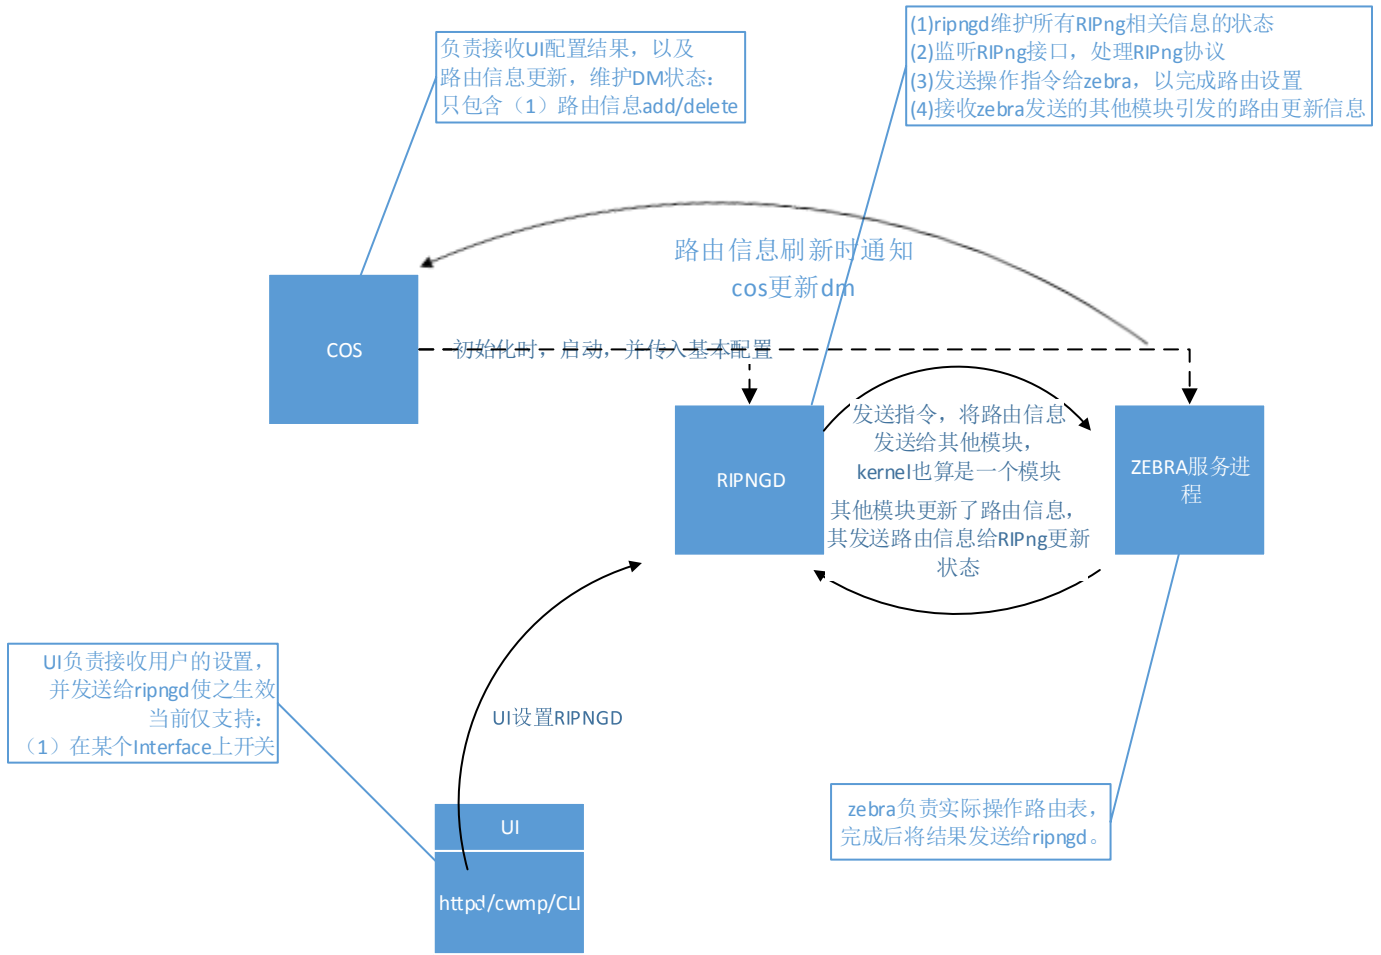 (1)ripngd维护所有RIPng相关信息的状态
(2)监听RIPng接口，处理RIPng协议
(3)发送操作指令给zebra，以完成路由设置
(4)接收zebra发送的其他模块引发的路由更新信息
负责接收UI配置结果，以及
路由信息更新，维护DM状态：
只包含（1）路由信息add/delete
路由信息刷新时通知
cos更新dm
COS
初始化时，启动，并传入基本配置
RIPNGD
发送指令，将路由信息
发送给其他模块，
kernel也算是一个模块
其他模块更新了路由信息，
其发送路由信息给RIPng更新
状态
ZEBRA服务进
程
UI负责接收用户的设置，
并发送给ripngd使之生效
当前仅支持：
（1）在某个Interface上开关
UI设置RIPNGD
zebra负责实际操作路由表，
完成后将结果发送给ripngd。
UI
httpd/cwmp/CLI